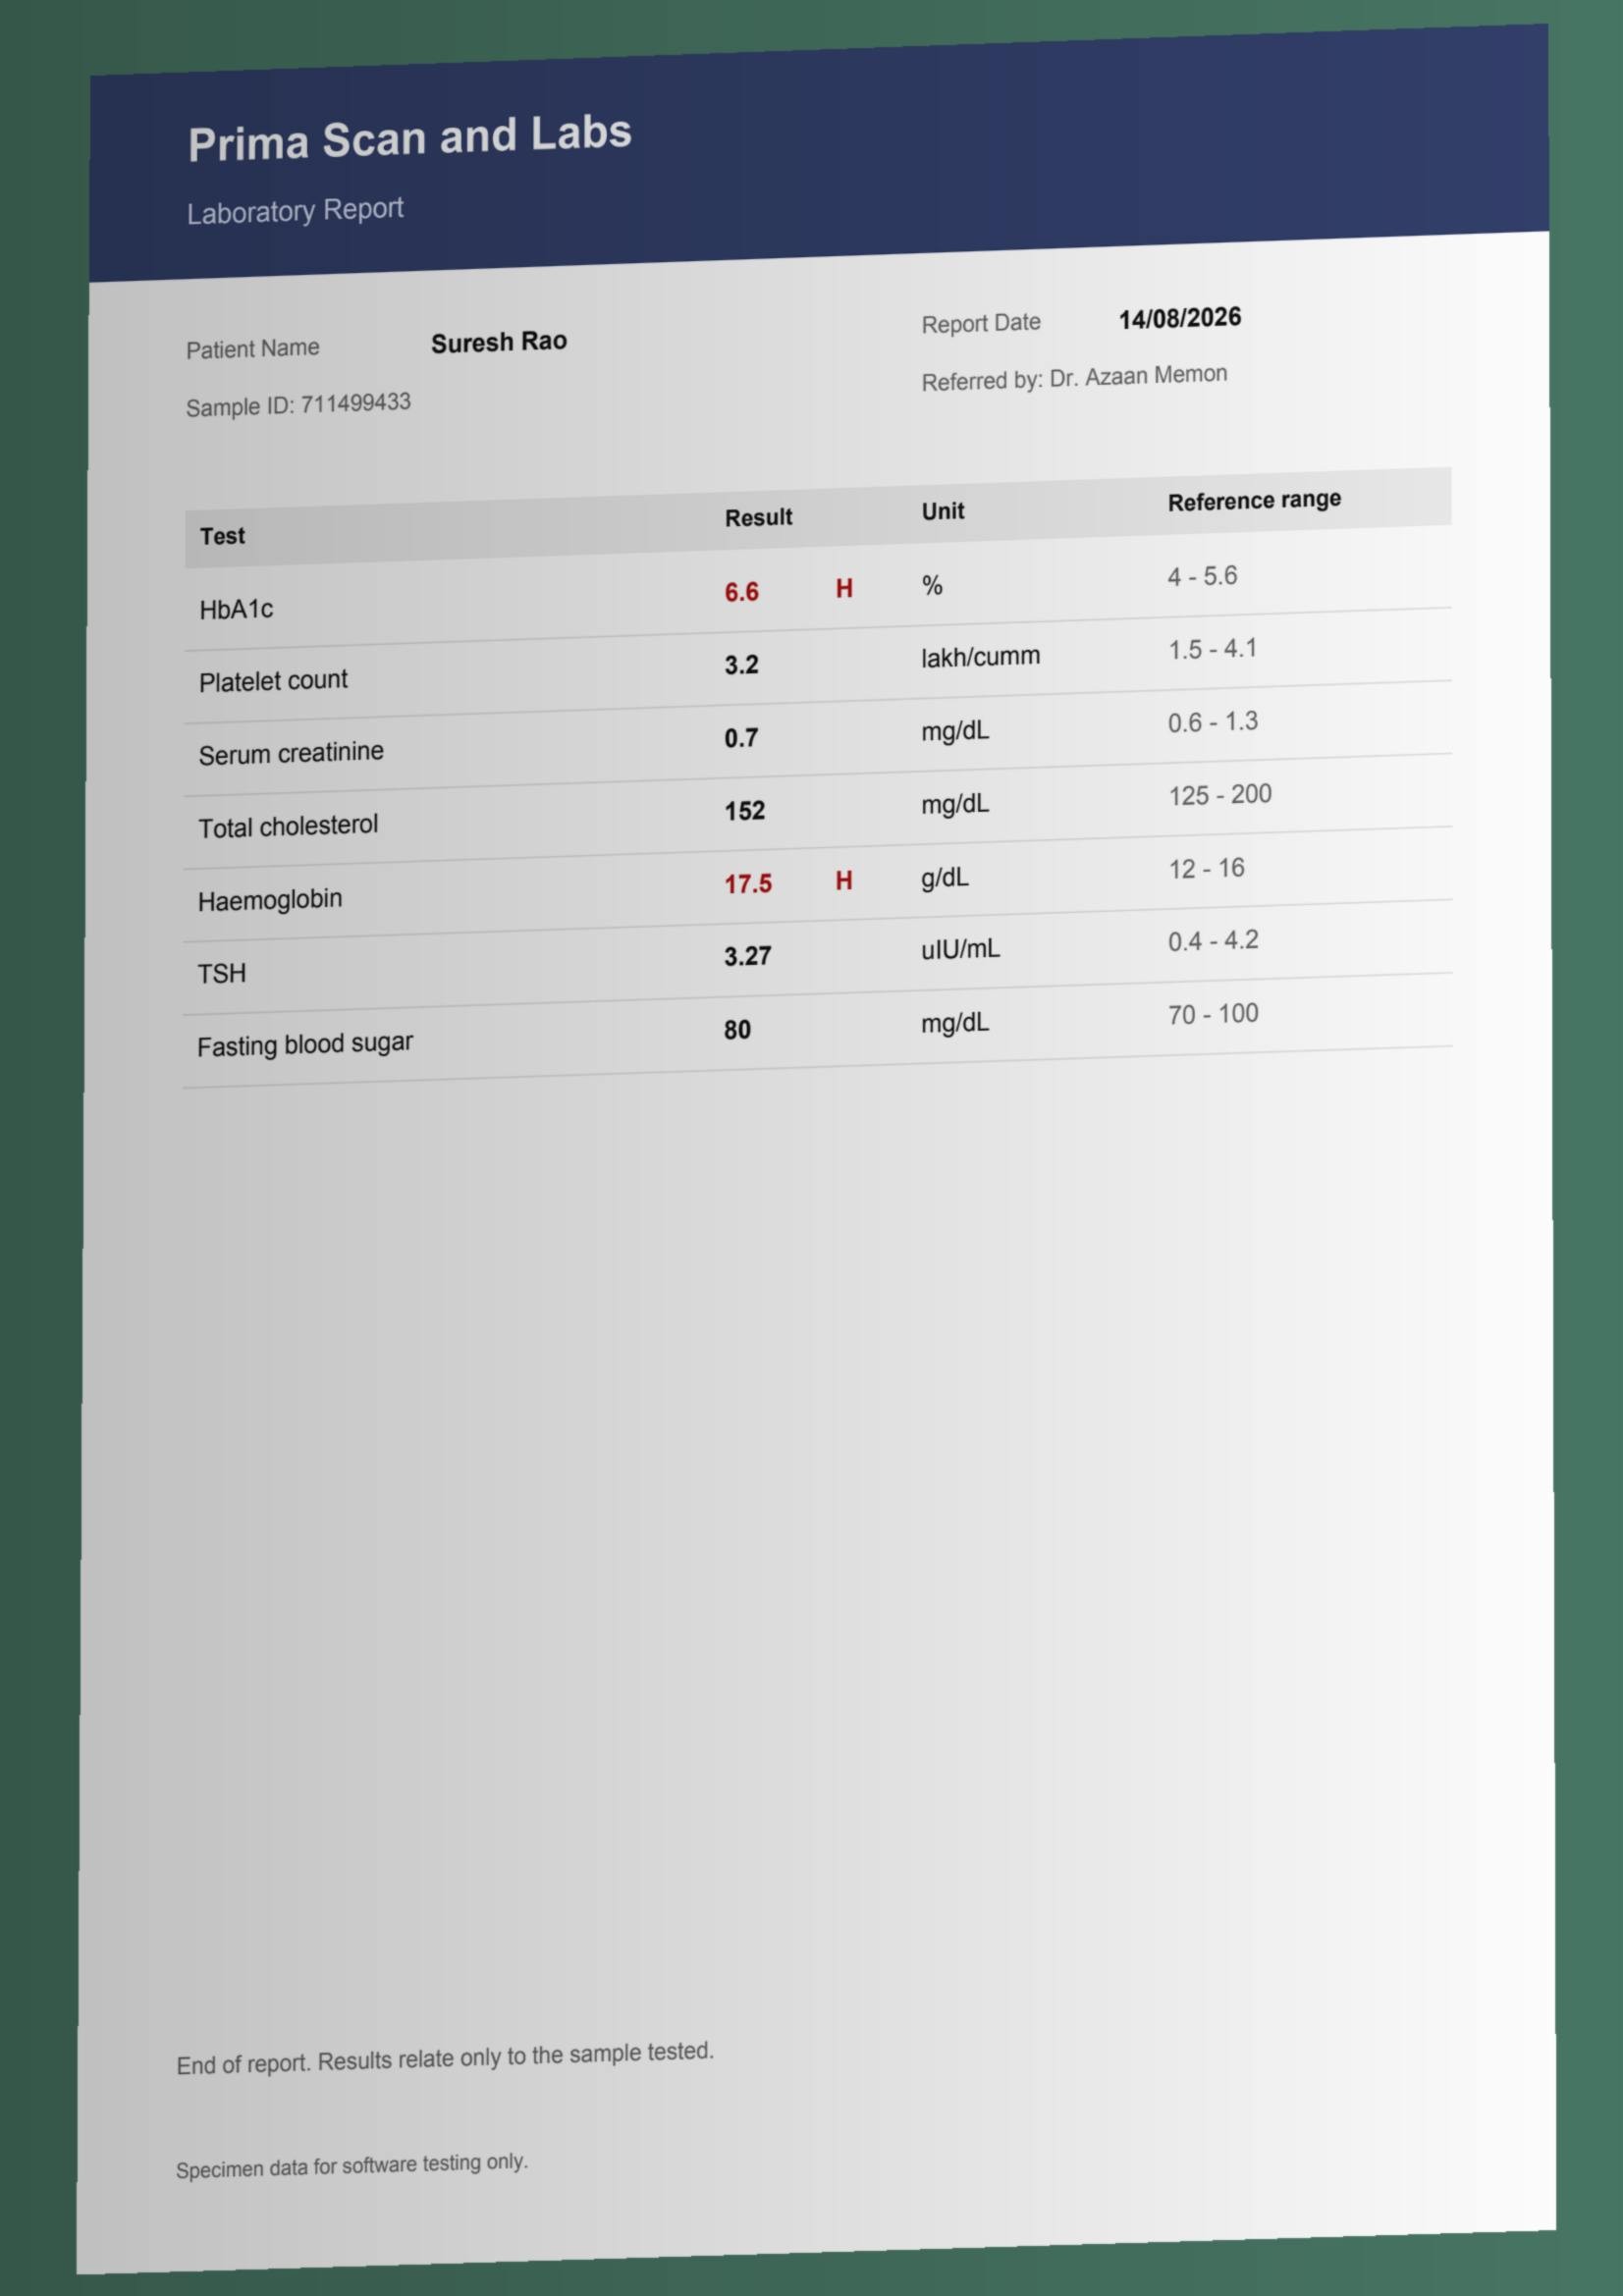 Prima Scan and Labs
Laboratory Report
Patient Name Suresh Rao Report Date 14/08/2026
Sample ID: 711499433 Referred by: Dr. Azaan Memon
Test Result Unit Reference range
HbA1c 6.6 H % 4 - 5.6
Platelet count 3.2 lakh/cumm 1.5 - 4.1
Serum creatinine 0.7 mg/dL 0.6 - 1.3
Total cholesterol 152 mg/dL 125 - 200
Haemoglobin 17.5 H g/dL 12 - 16
TSH 3.27 uIU/mL 0.4 - 4.2
Fasting blood sugar 80 mg/dL 70 - 100
End of report. Results relate only to the sample tested.
Specimen data for software testing only.